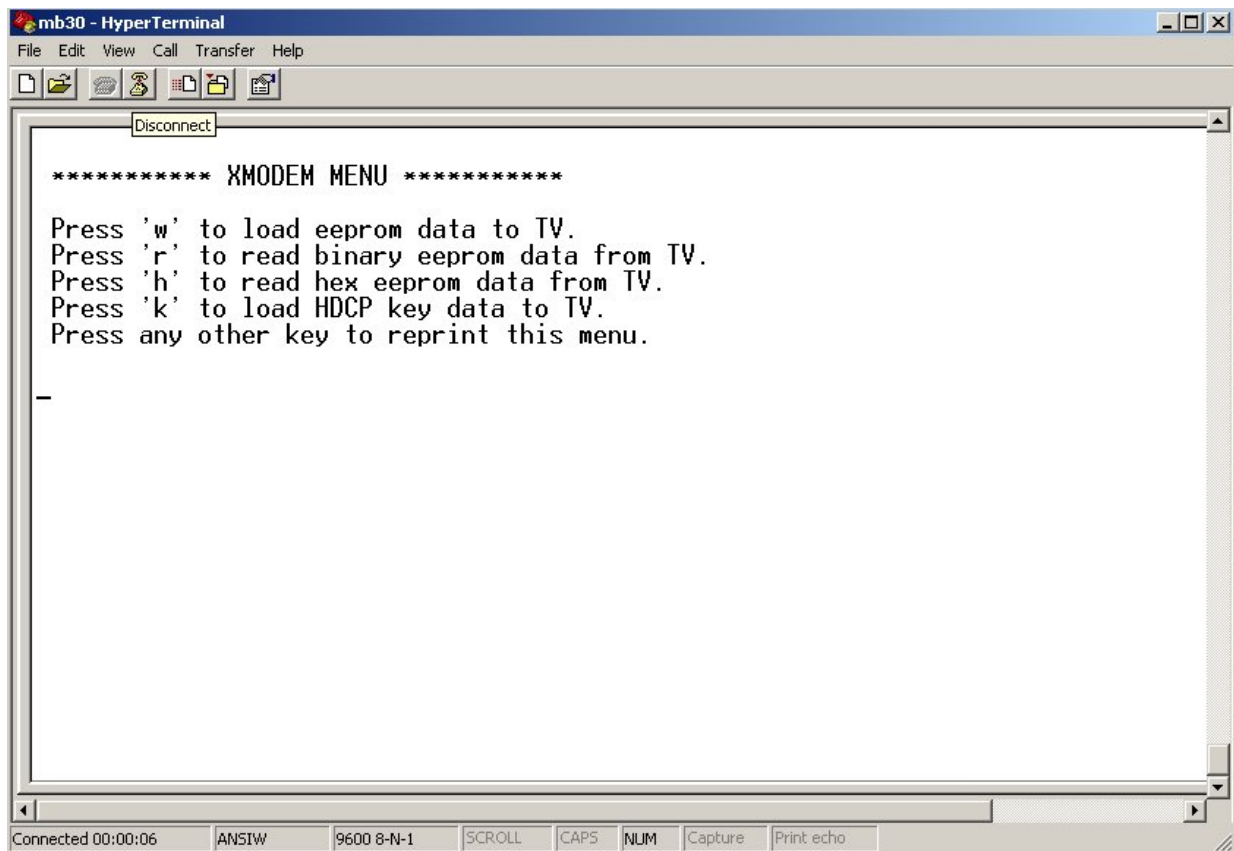 mb30 - HyperTerminal
File Edit View Call Transfer Help
Disconnect
*********** XMODEM MENU ***********
Press 'w' to load eeprom data to TV.
Press 'r' to read binary eeprom data from TV.
Press 'h' to read hex eeprom data from TV.
Press 'k' to load HDCP key data to TV.
Press any other key to reprint this menu.
_
Connected 00:00:06 ANSIW 9600 8-N-1 SCROLL CAPS NUM Capture Print echo